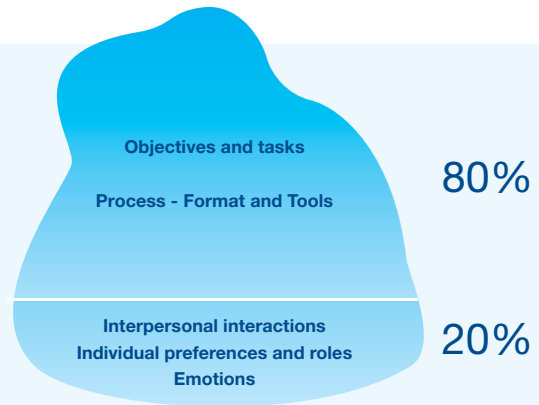 Objectives and tasks
80%
Process - Format and Tools
Interpersonal interactions
Individual preferences and roles
Emotions
20%